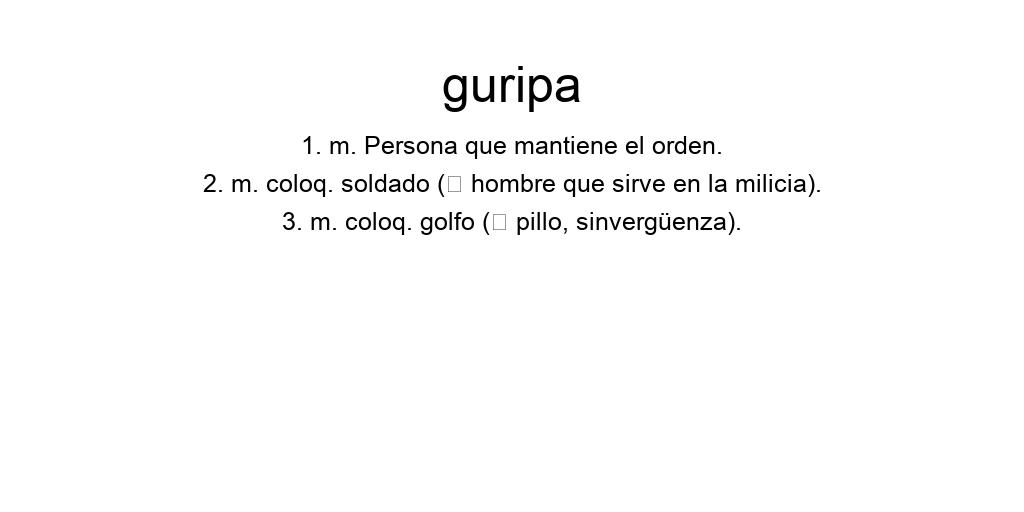 guripa
1. m. Persona que mantiene el orden.
2. m. coloq. soldado (▯ hombre que sirve en la milicia).
3. m. coloq. golfo (▯ pillo, sinvergüenza).